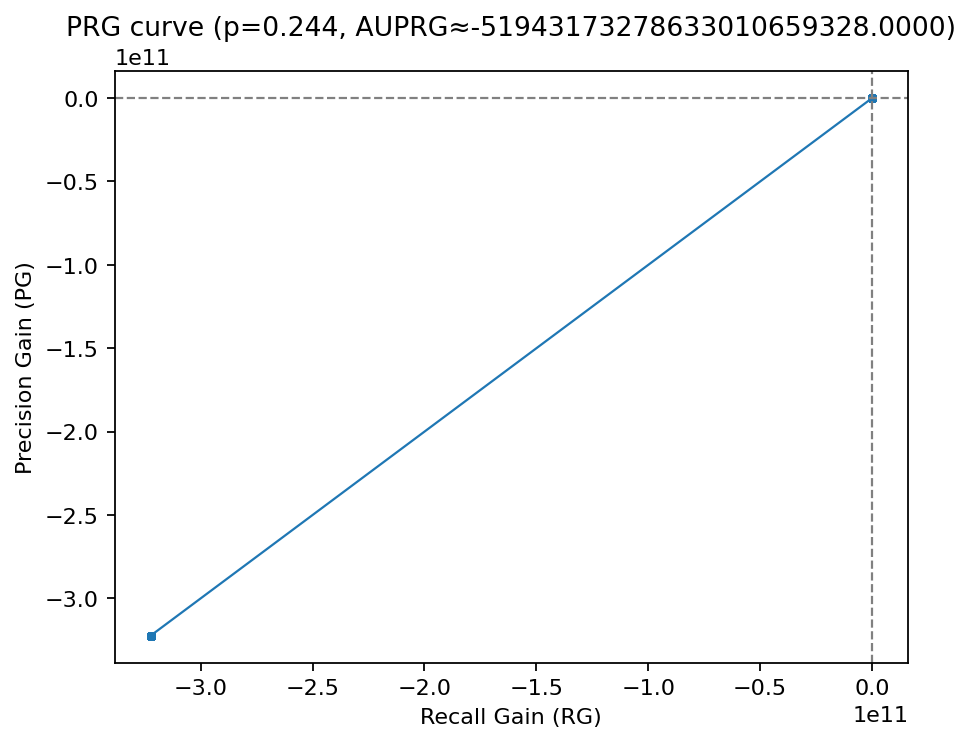 PRG curve (p=0.244, AUPRG≈-51943173278633010659328.0000)
1e11
0.0
−0.5
−1.0
−1.5
−2.0
−2.5
−3.0
Precision Gain (PG)
−3.0 −2.5 −2.0 −1.5 −1.0 −0.5 0.0
1e11
Recall Gain (RG)